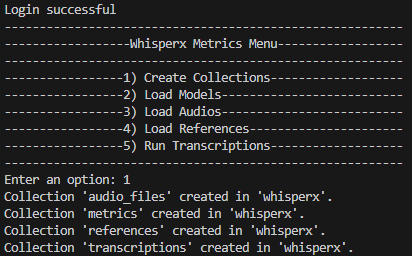 Login successful
---------------------------------------------------------
------------------Whisperx Metrics Menu------------------
---------------------------------------------------------
-----------------1) Create Collections-------------------
-----------------2) Load Models--------------------------
-----------------3) Load Audios--------------------------
-----------------4) Load References----------------------
-----------------5) Run Transcriptions-------------------
---------------------------------------------------------
Enter an option: 1
Collection 'audio_files' created in 'whisperx'.
Collection 'metrics' created in 'whisperx'.
Collection 'references' created in 'whisperx'.
Collection 'transcriptions' created in 'whisperx'.